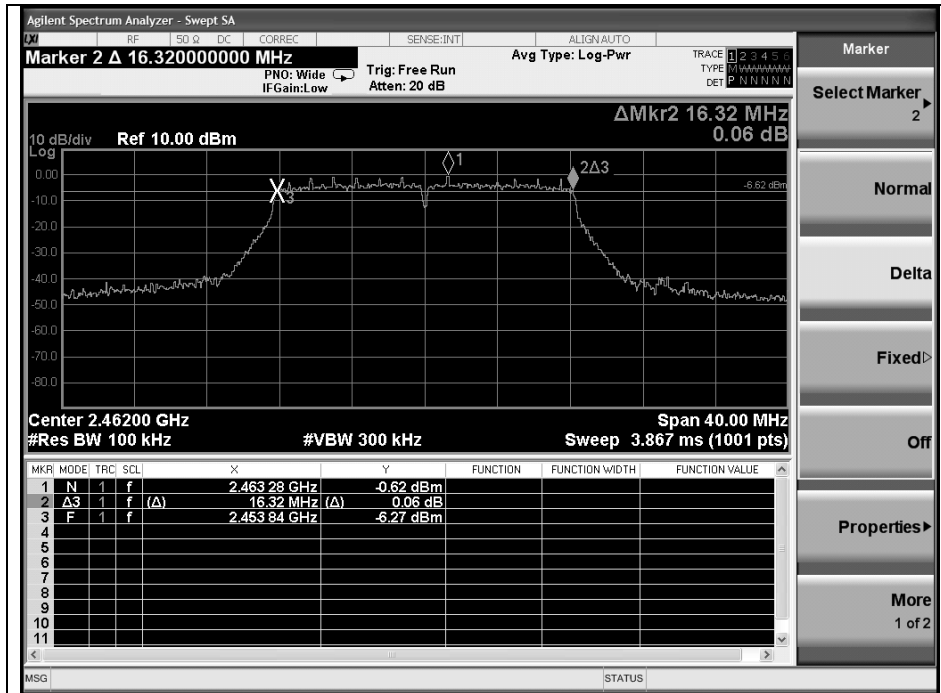 Agilent Spectrum Analyzer - Swept SA
LXI RF 50 Ω DC CORREC SENSE:INT ALIGN AUTO
Marker 2 Δ 16.320000000 MHz
PNO: Wide
IFGain:Low
Trig: Free Run
Atten: 20 dB
Avg Type: Log-Pwr
TRACE 1 2 3 4 5 6
TYPE M
DET P N N N N N
ΔMkr2 16.32 MHz
0.06 dB
10 dB/div Ref 10.00 dBm
Log
0.00
-10.0
-20.0
-30.0
-40.0
-50.0
-60.0
-70.0
-80.0
1
2Δ3
3
-6.62 dBm
Center 2.46200 GHz Span 40.00 MHz
#Res BW 100 kHz #VBW 300 kHz Sweep 3.867 ms (1001 pts)
MKR MODE TRC SCL X Y FUNCTION FUNCTION WIDTH FUNCTION VALUE
1 N 1 f 2.463 28 GHz -0.62 dBm
2 Δ3 1 f (Δ) 16.32 MHz (Δ) 0.06 dB
3 F 1 f 2.453 84 GHz -6.27 dBm
4
5
6
7
8
9
10
11
MSG STATUS
Marker
Select Marker
2
Normal
Delta
Fixed
Off
Properties
More
1 of 2